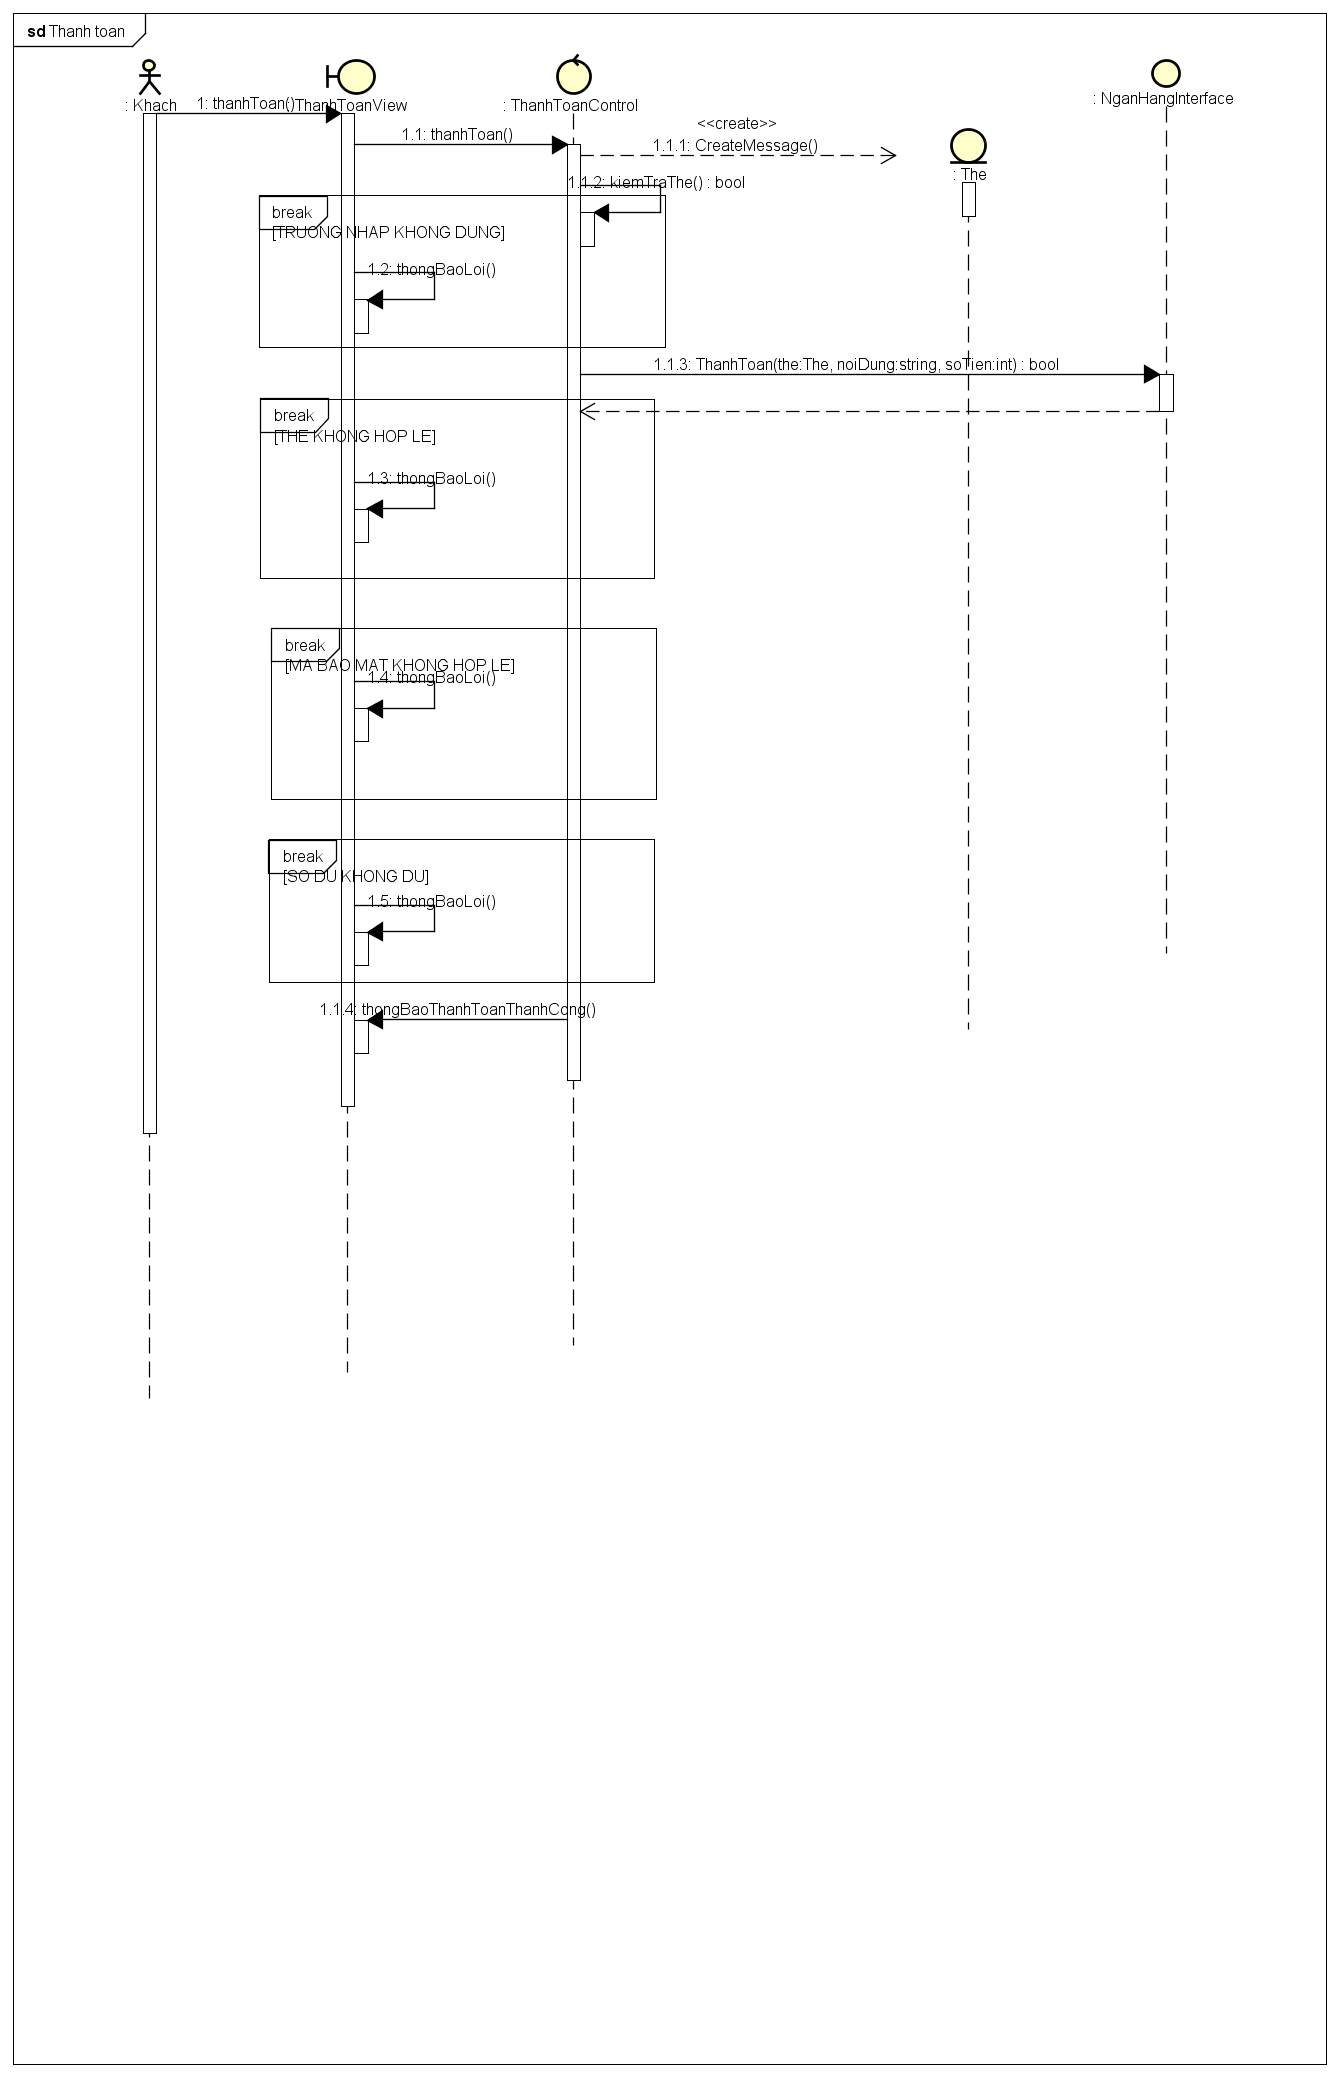 sd Thanh toan
: Khach
1: thanhToan()
ThanhToanView
: ThanhToanControl
: NganHangInterface
<<create>>
1.1: thanhToan()
1.1.1: CreateMessage()
: The
1.1.2: kiemTraThe() : bool
break
[TRUONG NHAP KHONG DUNG]
1.2: thongBaoLoi()
1.1.3: ThanhToan(the:The, noiDung:string, soTien:int) : bool
break
[THE KHONG HOP LE]
1.3: thongBaoLoi()
break
[MA BAO MAT KHONG HOP LE]
1.4: thongBaoLoi()
break
[SO DU KHONG DU]
1.5: thongBaoLoi()
1.1.4: thongBaoThanhToanThanhCong()